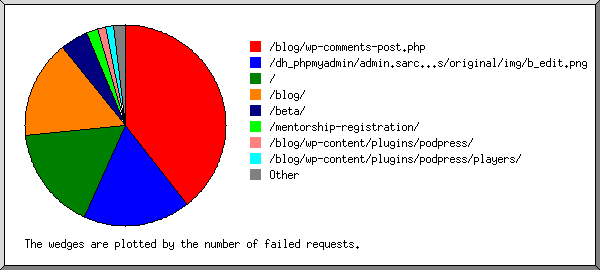 /blog/wp-comments-post.php
/dh_phpmyadmin/admin.sarc...s/original/img/b_edit.png
/
/blog/
/beta/
/mentorship-registration/
/blog/wp-content/plugins/podpress/
/blog/wp-content/plugins/podpress/players/
Other
The wedges are plotted by the number of failed requests.